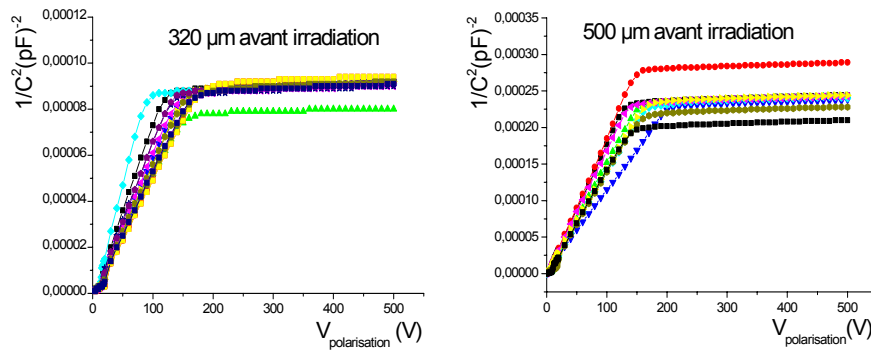 320 µm avant irradiation
1/C²(pF)⁻²
0,00012
0,00010
0,00008
0,00006
0,00004
0,00002
0,00000
0 100 200 300 400 500
V polarisation (V)
500 µm avant irradiation
1/C²(pF)⁻²
0,00035
0,00030
0,00025
0,00020
0,00015
0,00010
0,00005
0,00000
0 100 200 300 400 500
V polarisation (V)